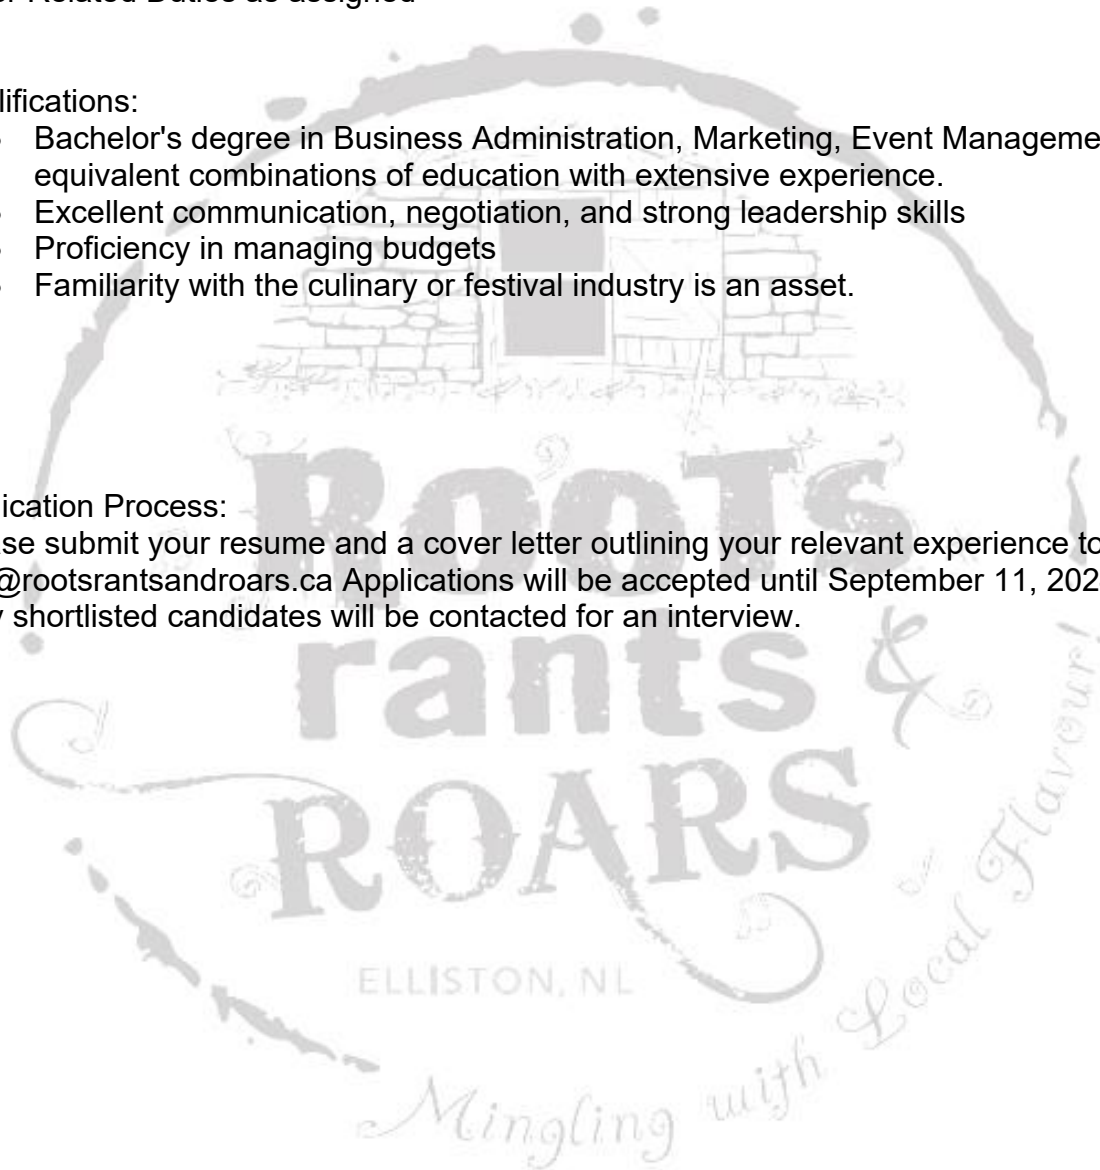 r Related Duties as assigned
lifications:
Bachelor's degree in Business Administration, Marketing, Event Manageme
equivalent combinations of education with extensive experience.
Excellent communication, negotiation, and strong leadership skills
Proficiency in managing budgets
Familiarity with the culinary or festival industry is an asset.
ication Process:
se submit your resume and a cover letter outlining your relevant experience to
@rootsrantsandroars.ca Applications will be accepted until September 11, 202
y shortlisted candidates will be contacted for an interview.
Roots
rants &
ROARS
ELLISTON, NL
Mingling with Local Flavour!